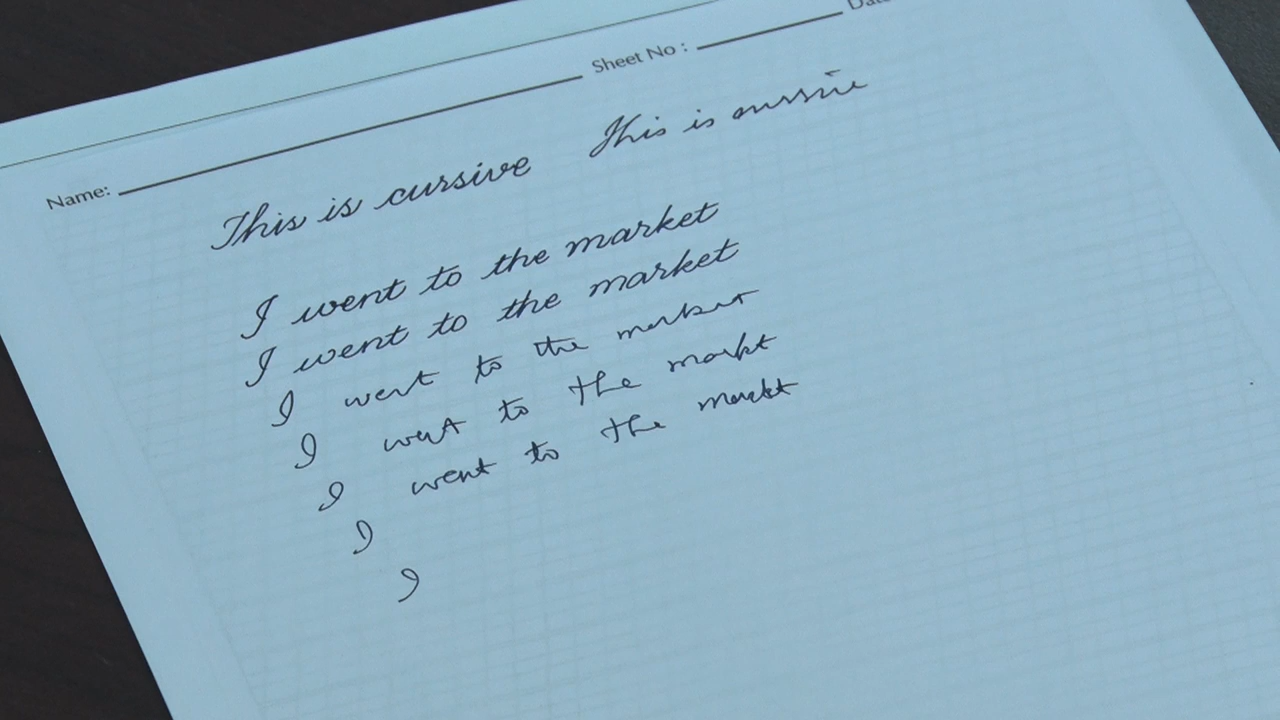 Name: Sheet No :
This is cursive This is cursive
I went to the market
I went to the market
I went to the market
I went to the market
I went to the market
I
I